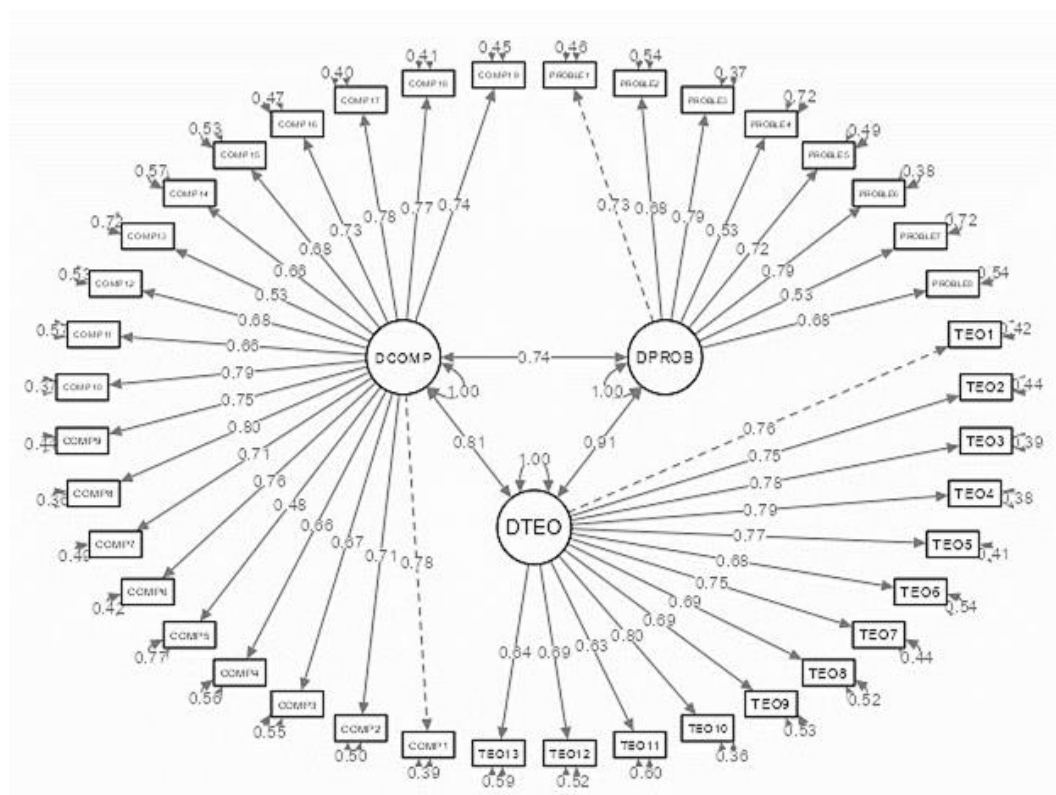 0.40 0.41 0.45 0.46 0.54 0.37
COMP17 COMP18 COMP19 PROBLE1 PROBLE2 PROBLE3
0.47 0.72
COMP16 PROBLE4
0.53 0.49
COMP15 PROBLE5
0.57 0.38
COMP14 PROBLE6
0.78 0.77 0.74 0.73 0.68 0.79 0.53
0.73 0.72
0.72
COMP13 PROBLE7
0.68 0.79
0.66 0.53
0.53 0.54
COMP12 PROBLE8
0.53
0.68 0.68
COMP11 TEO1 0.42
0.66
DCOMP 0.74 DPROB
0.79
COMP10 TEO2 0.44
1.00 1.00
0.75
0.80 0.76
COMP9 0.81 0.91 TEO3 0.39
0.71 0.75
1.00
0.76 0.78
COMP8 TEO4 0.38
0.48 0.79
DTEO
0.66 0.77
COMP7 TEO5 0.41
0.49
0.67 0.71 0.78 0.68
COMP6 TEO6
0.42 0.75 0.54
0.69
COMP5 0.69 TEO7
0.77 0.80 0.44
0.63
0.69
COMP4 TEO8
0.56 0.52
COMP3 TEO9
0.55 0.53
COMP2 TEO10
0.50 0.36
COMP1 TEO13 TEO12 TEO11
0.39 0.59 0.52 0.60